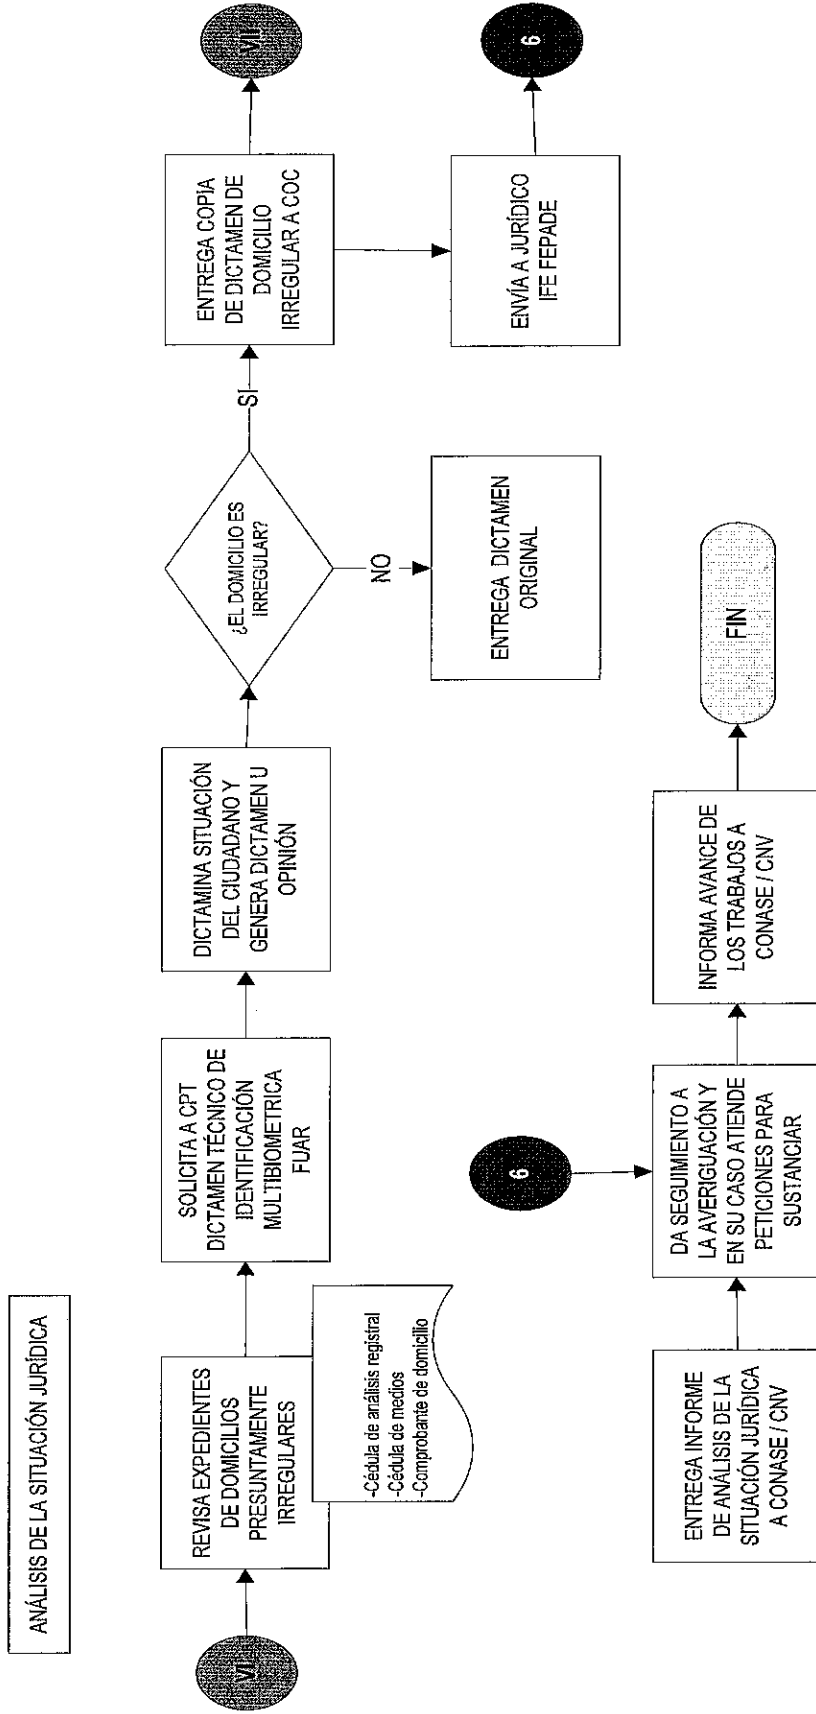 ANÁLISIS DE LA SITUACIÓN JURÍDICA
VI
REVISA EXPEDIENTES
DE DOMICILIOS
PRESUNTAMENTE
IRREGULARES
-Cédula de análisis registral
-Cédula de medios
-Comprobante de domicilio
SOLICITA A CPT
DICTAMEN TÉCNICO DE
IDENTIFICACIÓN
MULTIBIOMETRICA
FUAR
DICTAMINA SITUACIÓN
DEL CIUDADANO Y
GENERA DICTAMEN U
OPINIÓN
¿EL DOMICILIO ES
IRREGULAR?
SI
NO
ENTREGA DICTAMEN
ORIGINAL
ENTREGA COPIA
DE DICTAMEN DE
DOMICILIO
IRREGULAR A COC
VII
ENVÍA A JURÍDICO
IFE FEPADE
6
6
ENTREGA INFORME
DE ANÁLISIS DE LA
SITUACIÓN JURÍDICA
A CONASE / CNV
DA SEGUIMIENTO A
LA AVERIGUACIÓN Y
EN SU CASO ATIENDE
PETICIONES PARA
SUSTANCIAR
INFORMA AVANCE DE
LOS TRABAJOS A
CONASE / CNV
FIN